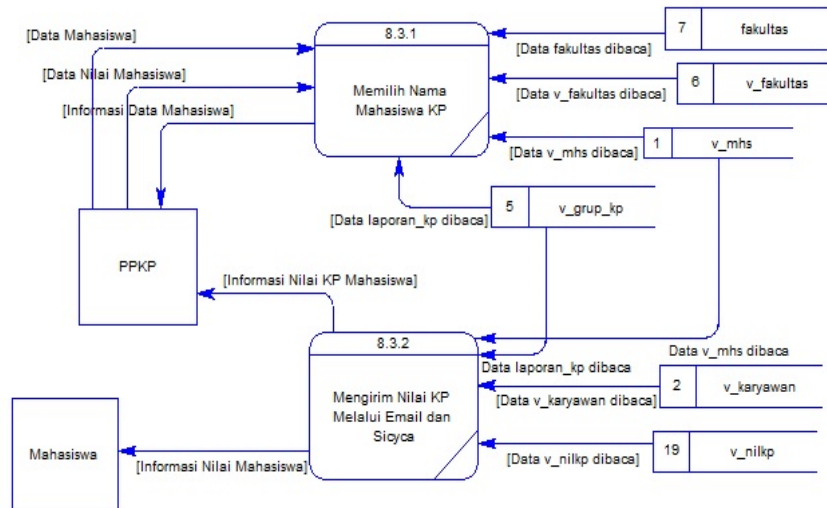 8.3.1
7 fakultas
[Data Mahasiswa]
[Data fakultas dibaca]
[Data Nilai Mahasiswa]
6 v_fakultas
Memilih Nama
Mahasiswa KP
[Data v_fakultas dibaca]
[Informasi Data Mahasiswa]
1 v_mhs
[Data v_mhs dibaca]
5 v_grup_kp
[Data laporan_kp dibaca]
PPKP
[Informasi Nilai KP Mahasiswa]
8.3.2
Data v_mhs dibaca
Data laporan_kp dibaca
2 v_karyawan
Mengirim Nilai KP
Melalui Email dan
Sicyca
[Data v_karyawan dibaca]
19 v_nilkp
Mahasiswa
[Data v_nilkp dibaca]
[Informasi Nilai Mahasiswa]